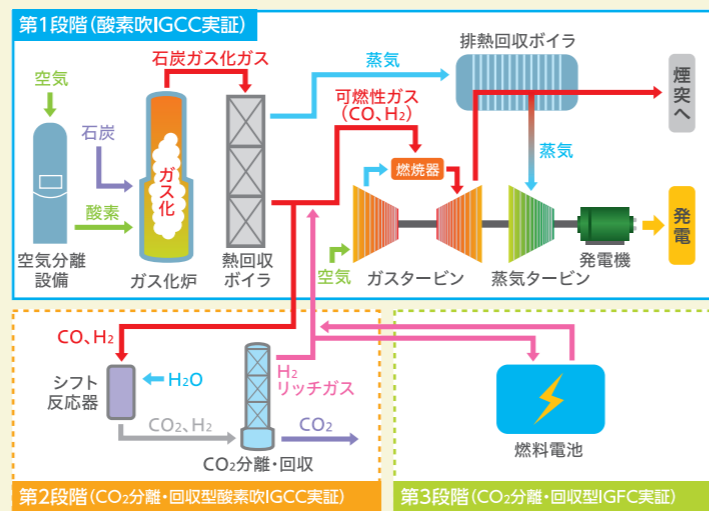 第1段階(酸素吹IGCC実証)
石炭ガス化ガス
空気
石炭
酸素
ガス化
空気分離
設備
ガス化炉
熱回収
ボイラ
蒸気
排熱回収ボイラ
煙突へ
可燃性ガス
(CO、H2)
燃焼器
蒸気
空気
ガスタービン
蒸気タービン
発電機
発電
CO、H2
シフト
反応器
H2O
CO2、H2
H2
リッチガス
CO2
CO2分離・回収
燃料電池
第2段階(CO2分離・回収型酸素吹IGCC実証)
第3段階(CO2分離・回収型IGFC実証)